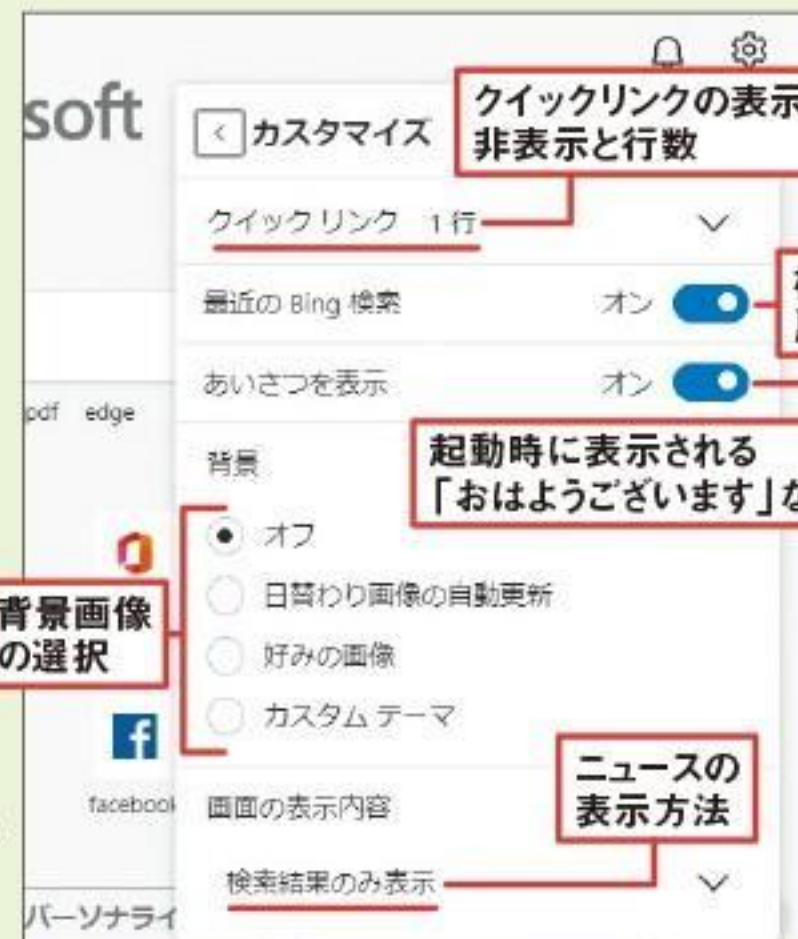 soft
カスタマイズ
クイックリンクの表示
非表示と行数
クイックリンク 1行
最近の Bing 検索 オン
あいさつを表示 オン
pdf edge
背景
起動時に表示される
「おはようございます」な
オフ
日替わり画像の自動更新
背景画像
の選択
好みの画像
カスタム テーマ
facebook
画面の表示内容
ニュースの
表示方法
検索結果のみ表示
パーソナライ